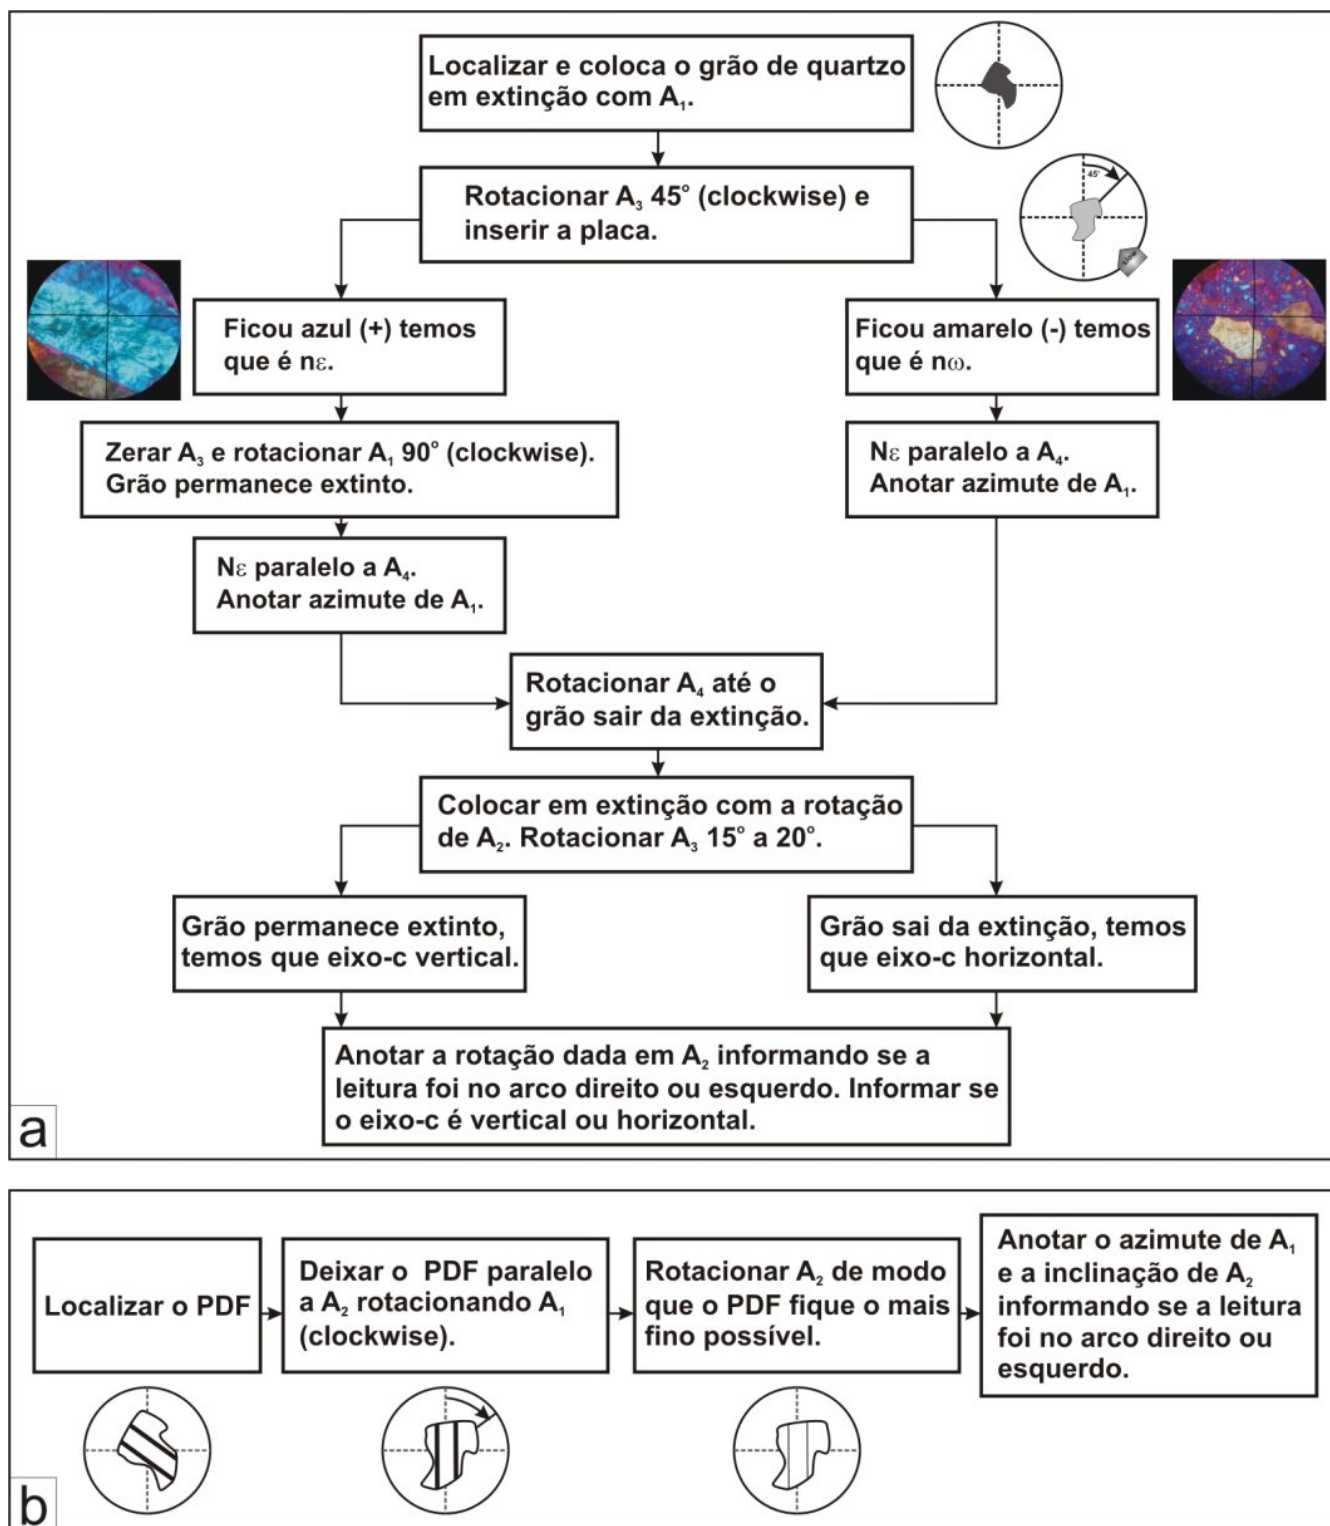 Localizar e coloca o grão de quartzo
em extinção com A₁.
Rotacionar A₃ 45° (clockwise) e
inserir a placa.
45°
Ficou azul (+) temos
que é nε.
Ficou amarelo (-) temos
que é nω.
Zerar A₃ e rotacionar A₁ 90° (clockwise).
Grão permanece extinto.
Nε paralelo a A₄.
Anotar azimute de A₁.
Nε paralelo a A₄.
Anotar azimute de A₁.
Rotacionar A₄ até o
grão sair da extinção.
Colocar em extinção com a rotação
de A₂. Rotacionar A₃ 15° a 20°.
Grão permanece extinto,
temos que eixo-c vertical.
Grão sai da extinção, temos
que eixo-c horizontal.
Anotar a rotação dada em A₂ informando se a
leitura foi no arco direito ou esquerdo. Informar se
o eixo-c é vertical ou horizontal.
a
Localizar o PDF
Deixar o PDF paralelo
a A₂ rotacionando A₁
(clockwise).
Rotacionar A₂ de modo
que o PDF fique o mais
fino possível.
Anotar o azimute de A₁
e a inclinação de A₂
informando se a leitura
foi no arco direito ou
esquerdo.
b